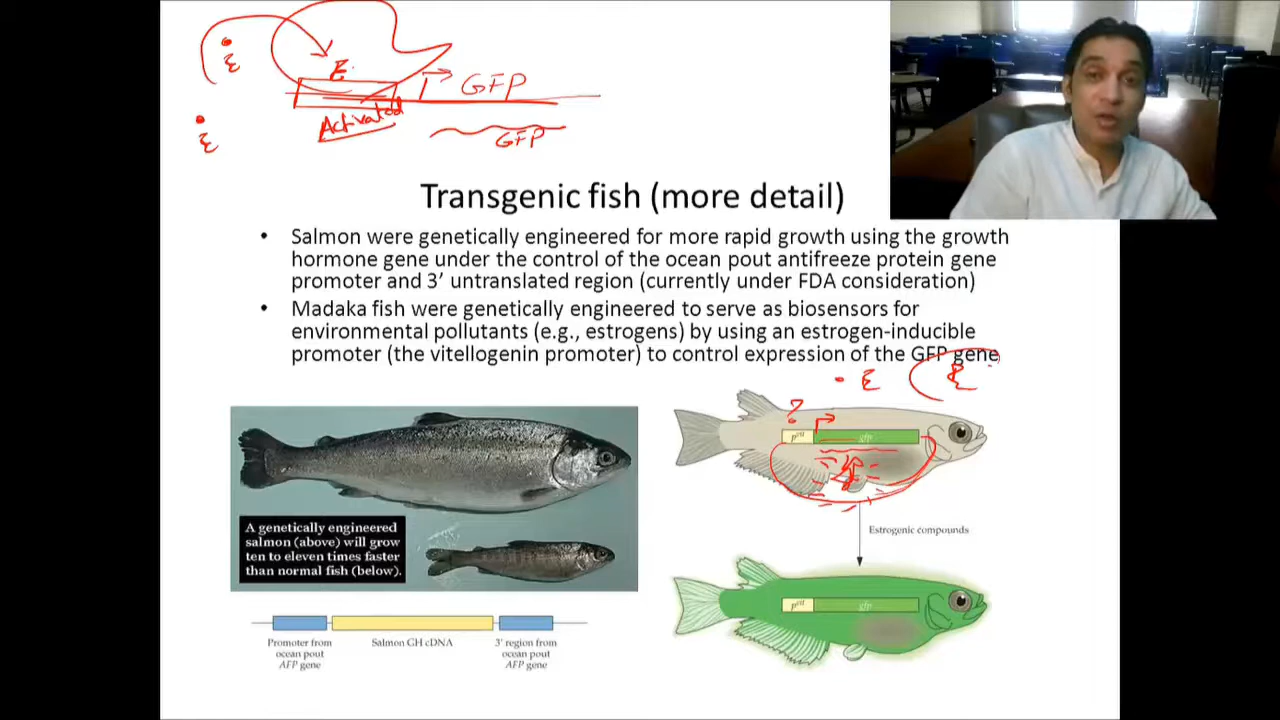 E
E
GFP
Activated
E
GFP
Transgenic fish (more detail)
• Salmon were genetically engineered for more rapid growth using the growth
hormone gene under the control of the ocean pout antifreeze protein gene
promoter and 3’ untranslated region (currently under FDA consideration)
• Madaka fish were genetically engineered to serve as biosensors for
environmental pollutants (e.g., estrogens) by using an estrogen-inducible
promoter (the vitellogenin promoter) to control expression of the GFP gene
E
E
?
gfp
A genetically engineered
salmon (above) will grow
ten to eleven times faster
than normal fish (below).
Estrogenic compounds
gfp
Promoter from
ocean pout
AFP gene
Salmon GH cDNA
3' region from
ocean pout
AFP gene